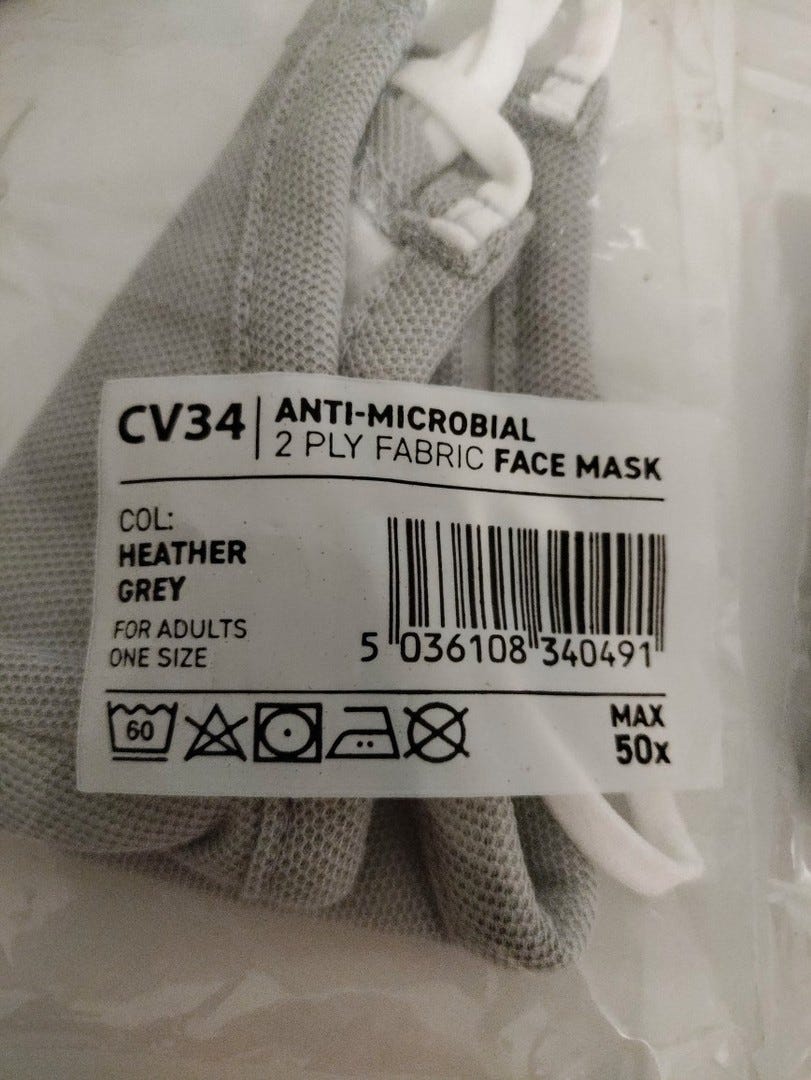 CV34
ANTI-MICROBIAL
2 PLY FABRIC FACE MASK
COL:
HEATHER
GREY
FOR ADULTS
ONE SIZE
5 036108 340491
60
MAX
50x